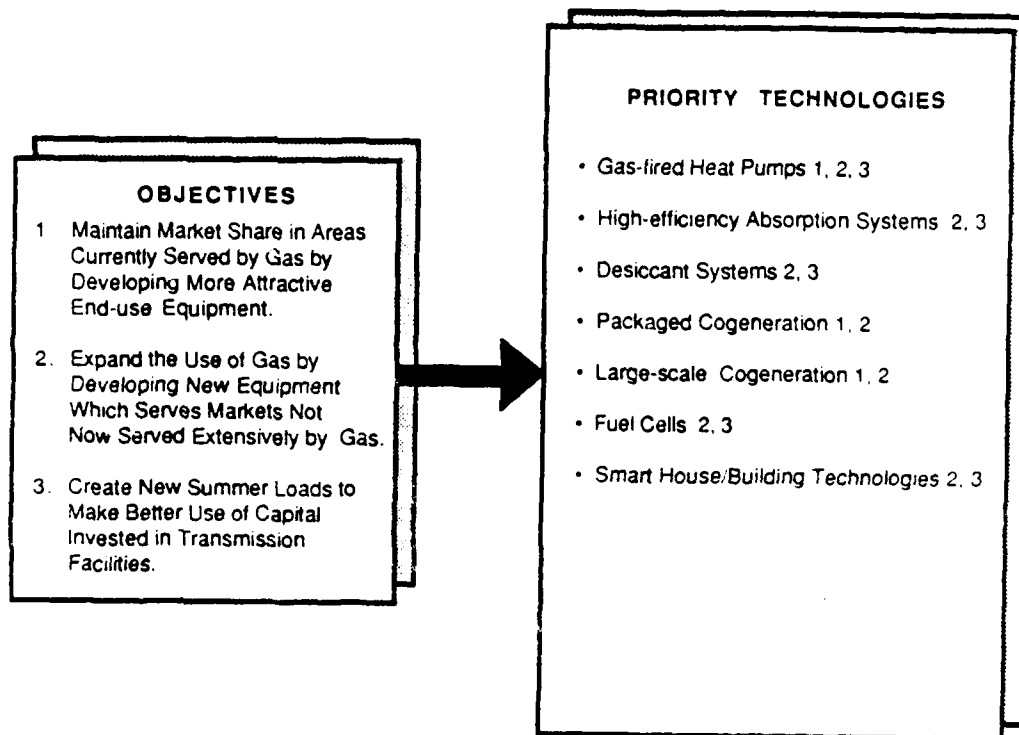 OBJECTIVES
1 Maintain Market Share in Areas
Currently Served by Gas by
Developing More Attractive
End-use Equipment.
2. Expand the Use of Gas by
Developing New Equipment
Which Serves Markets Not
Now Served Extensively by Gas.
3. Create New Summer Loads to
Make Better Use of Capital
Invested in Transmission
Facilities.
PRIORITY TECHNOLOGIES
• Gas-fired Heat Pumps 1, 2, 3
• High-efficiency Absorption Systems 2, 3
• Desiccant Systems 2, 3
• Packaged Cogeneration 1, 2
• Large-scale Cogeneration 1, 2
• Fuel Cells 2, 3
• Smart House/Building Technologies 2, 3